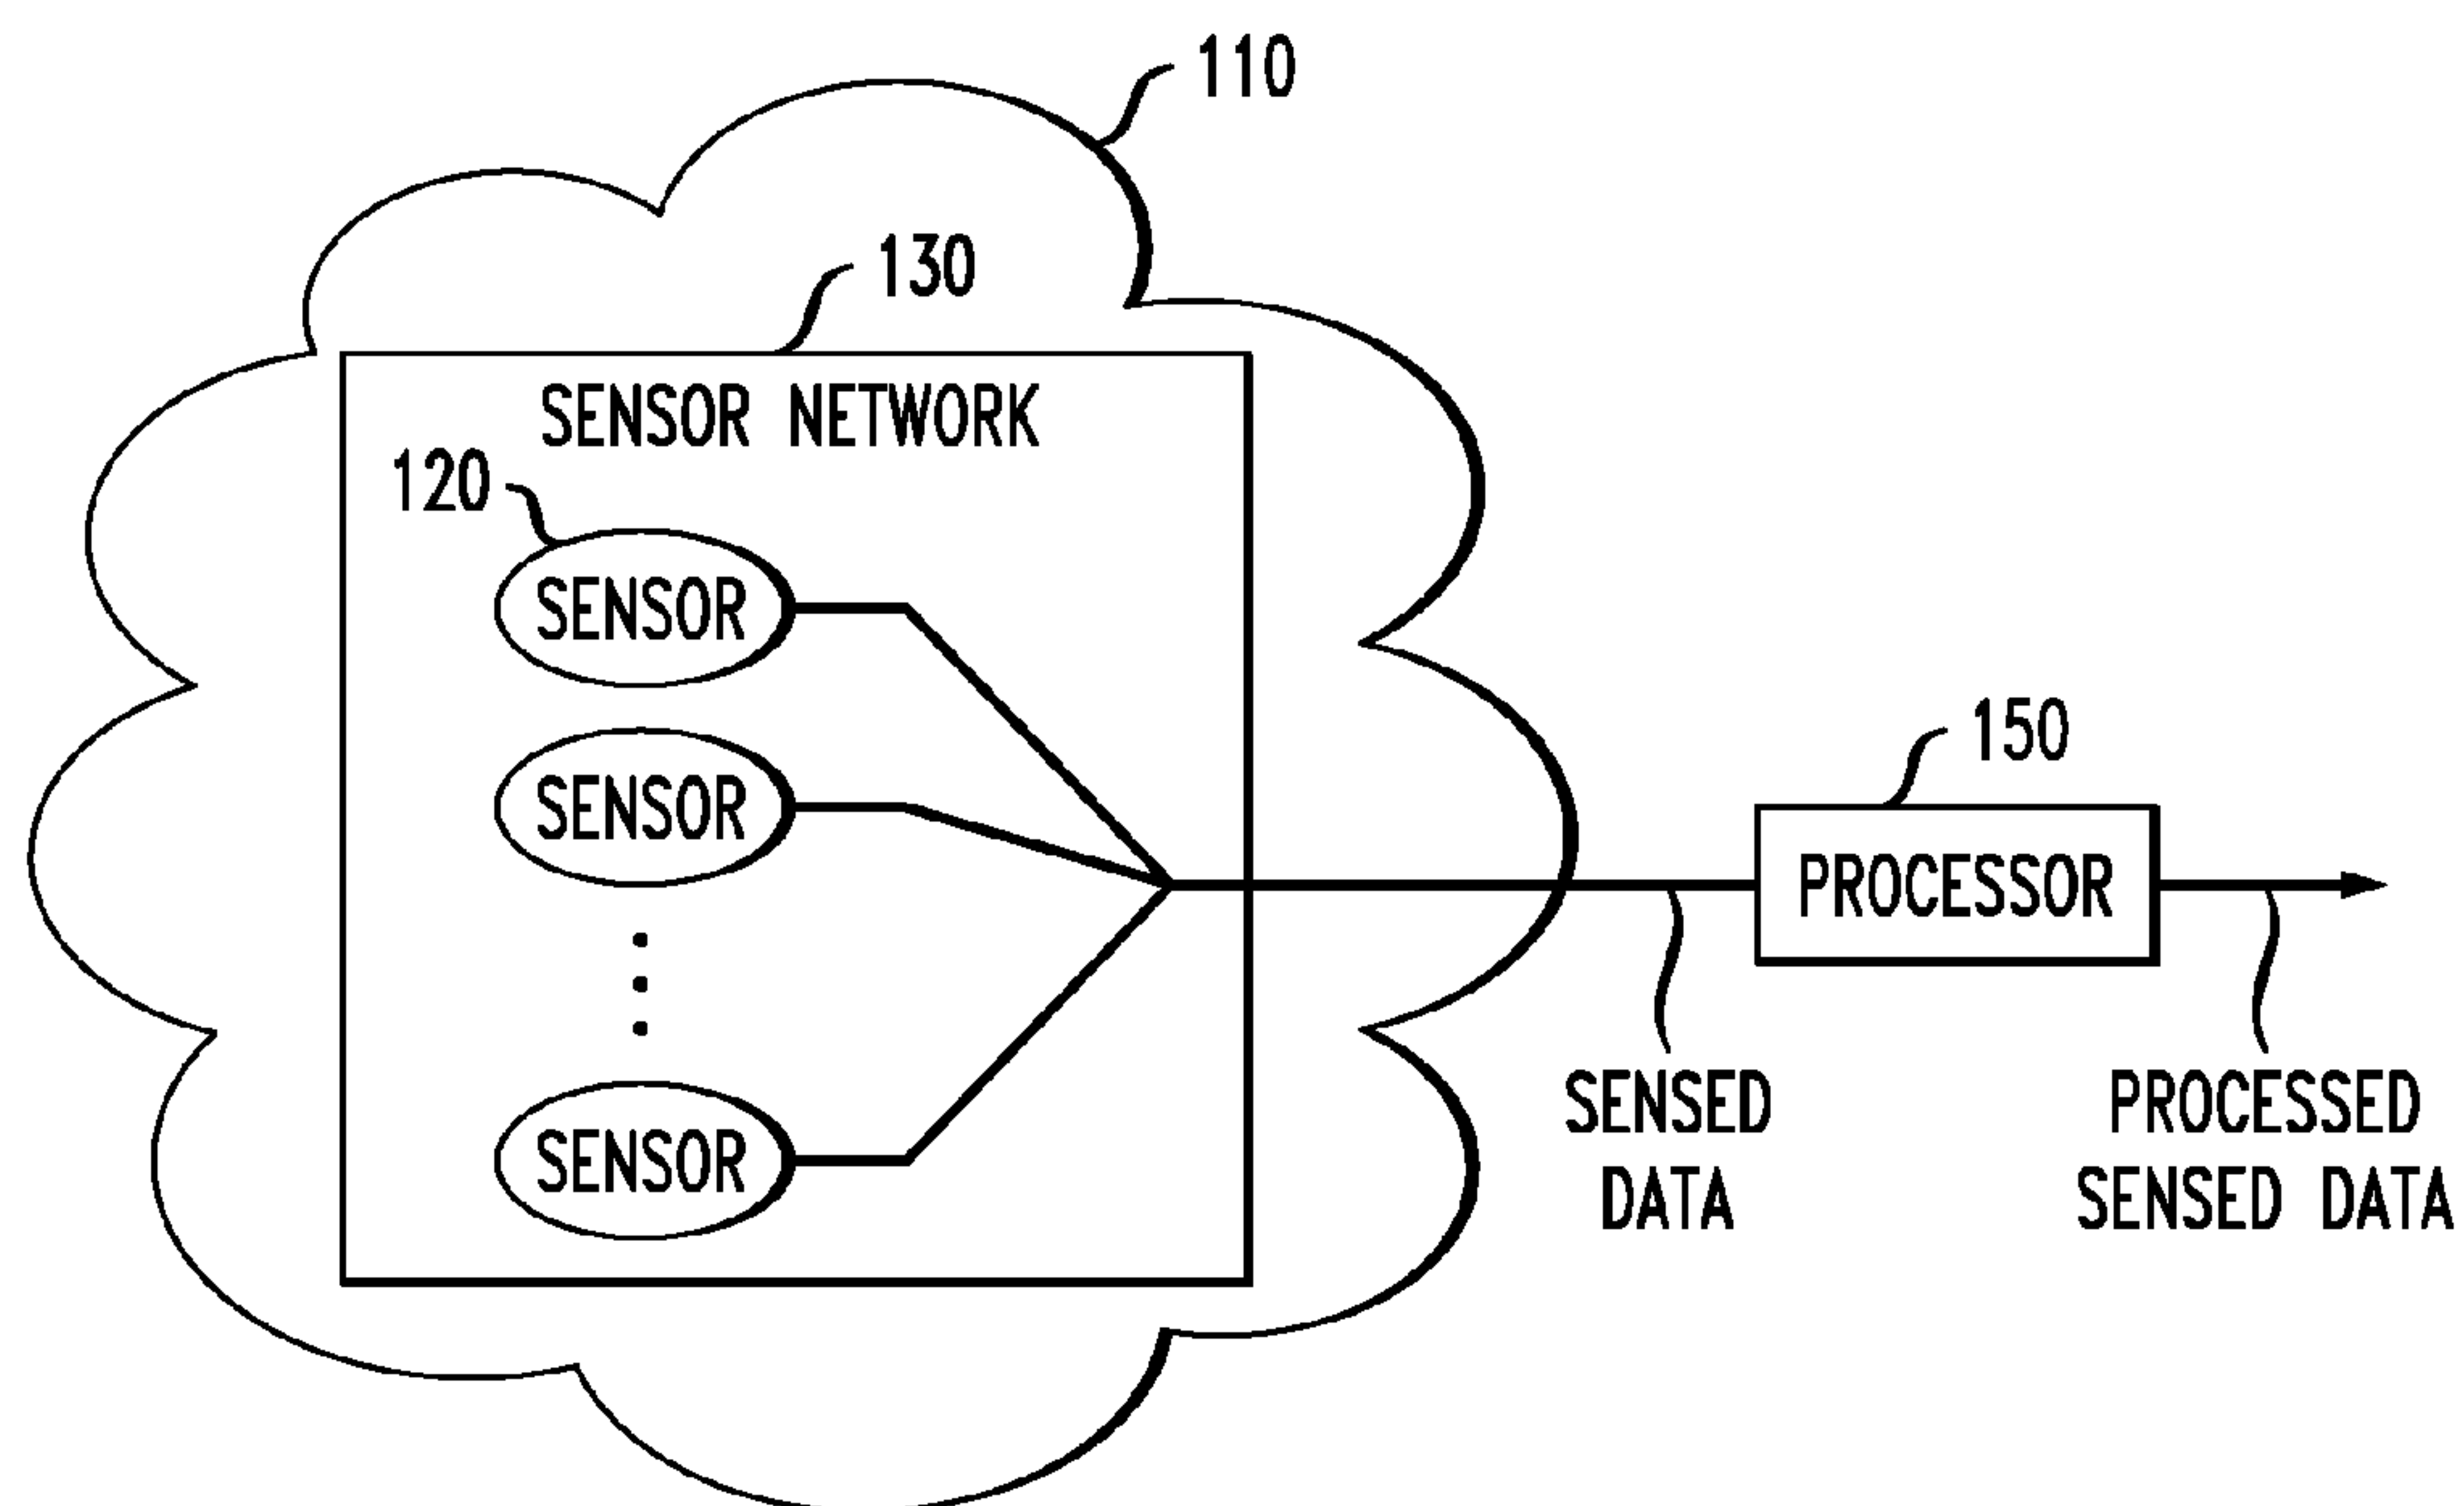 110
130
SENSOR NETWORK
120
SENSOR
SENSOR
SENSOR
150
PROCESSOR
SENSED
DATA
PROCESSED
SENSED DATA